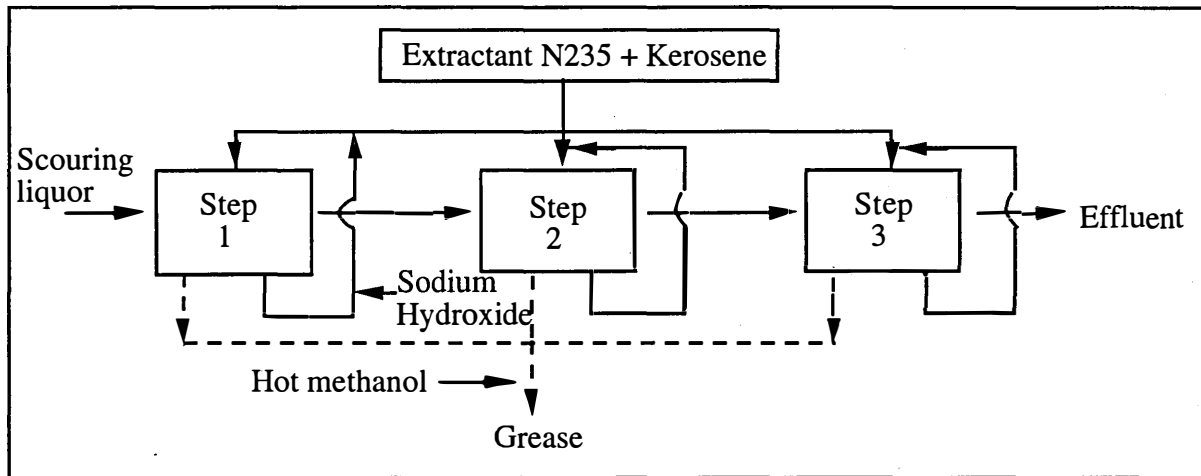 Extractant N235 + Kerosene
Scouring
liquor
Step
1
Step
2
Step
3
Effluent
Sodium
Hydroxide
Hot methanol
Grease